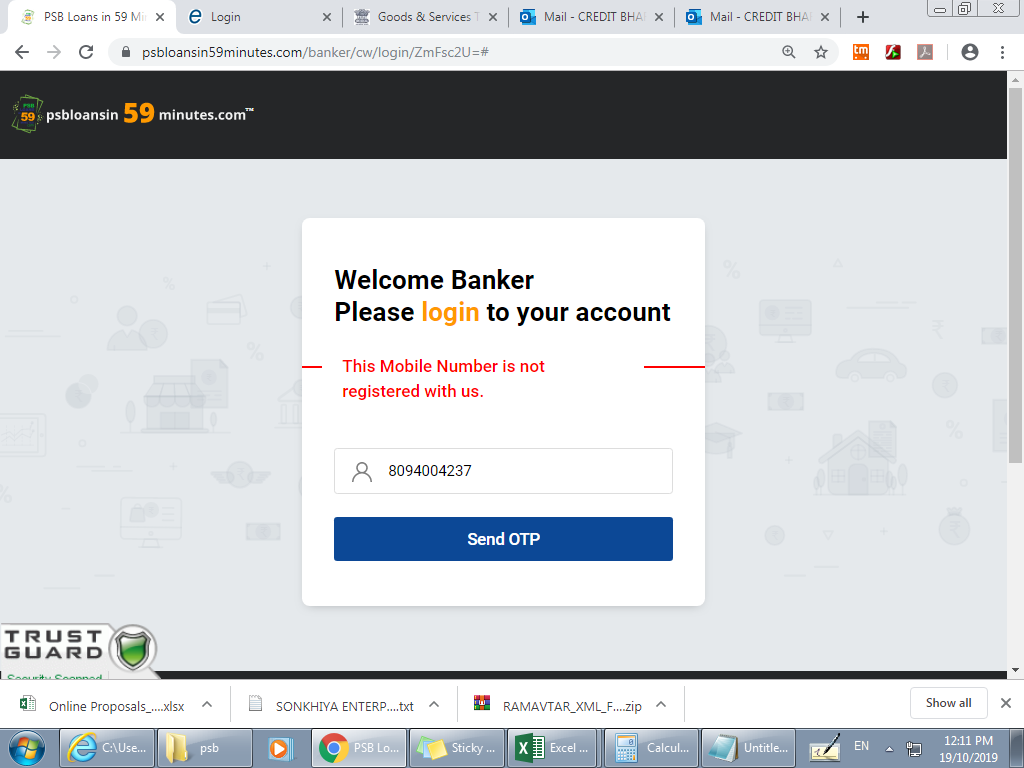 PSB Loans in 59 Mi
Login
Goods & Services T
Mail - CREDIT BHA
Mail - CREDIT BHA
psbloansin59minutes.com/banker/cw/login/ZmFsc2U=#
tm
PSB
59
psbloansin 59 minutes.com™
Welcome Banker
Please login to your account
This Mobile Number is not
registered with us.
8094004237
Send OTP
TRUST
GUARD
Security Scanned
Online Proposals_....xlsx
SONKHIYA ENTERP....txt
RAMAVTAR_XML_F....zip
Show all
C:\Use...
psb
PSB Lo...
Sticky ...
Excel ...
Calcul...
Untitle...
EN
12:11 PM
19/10/2019